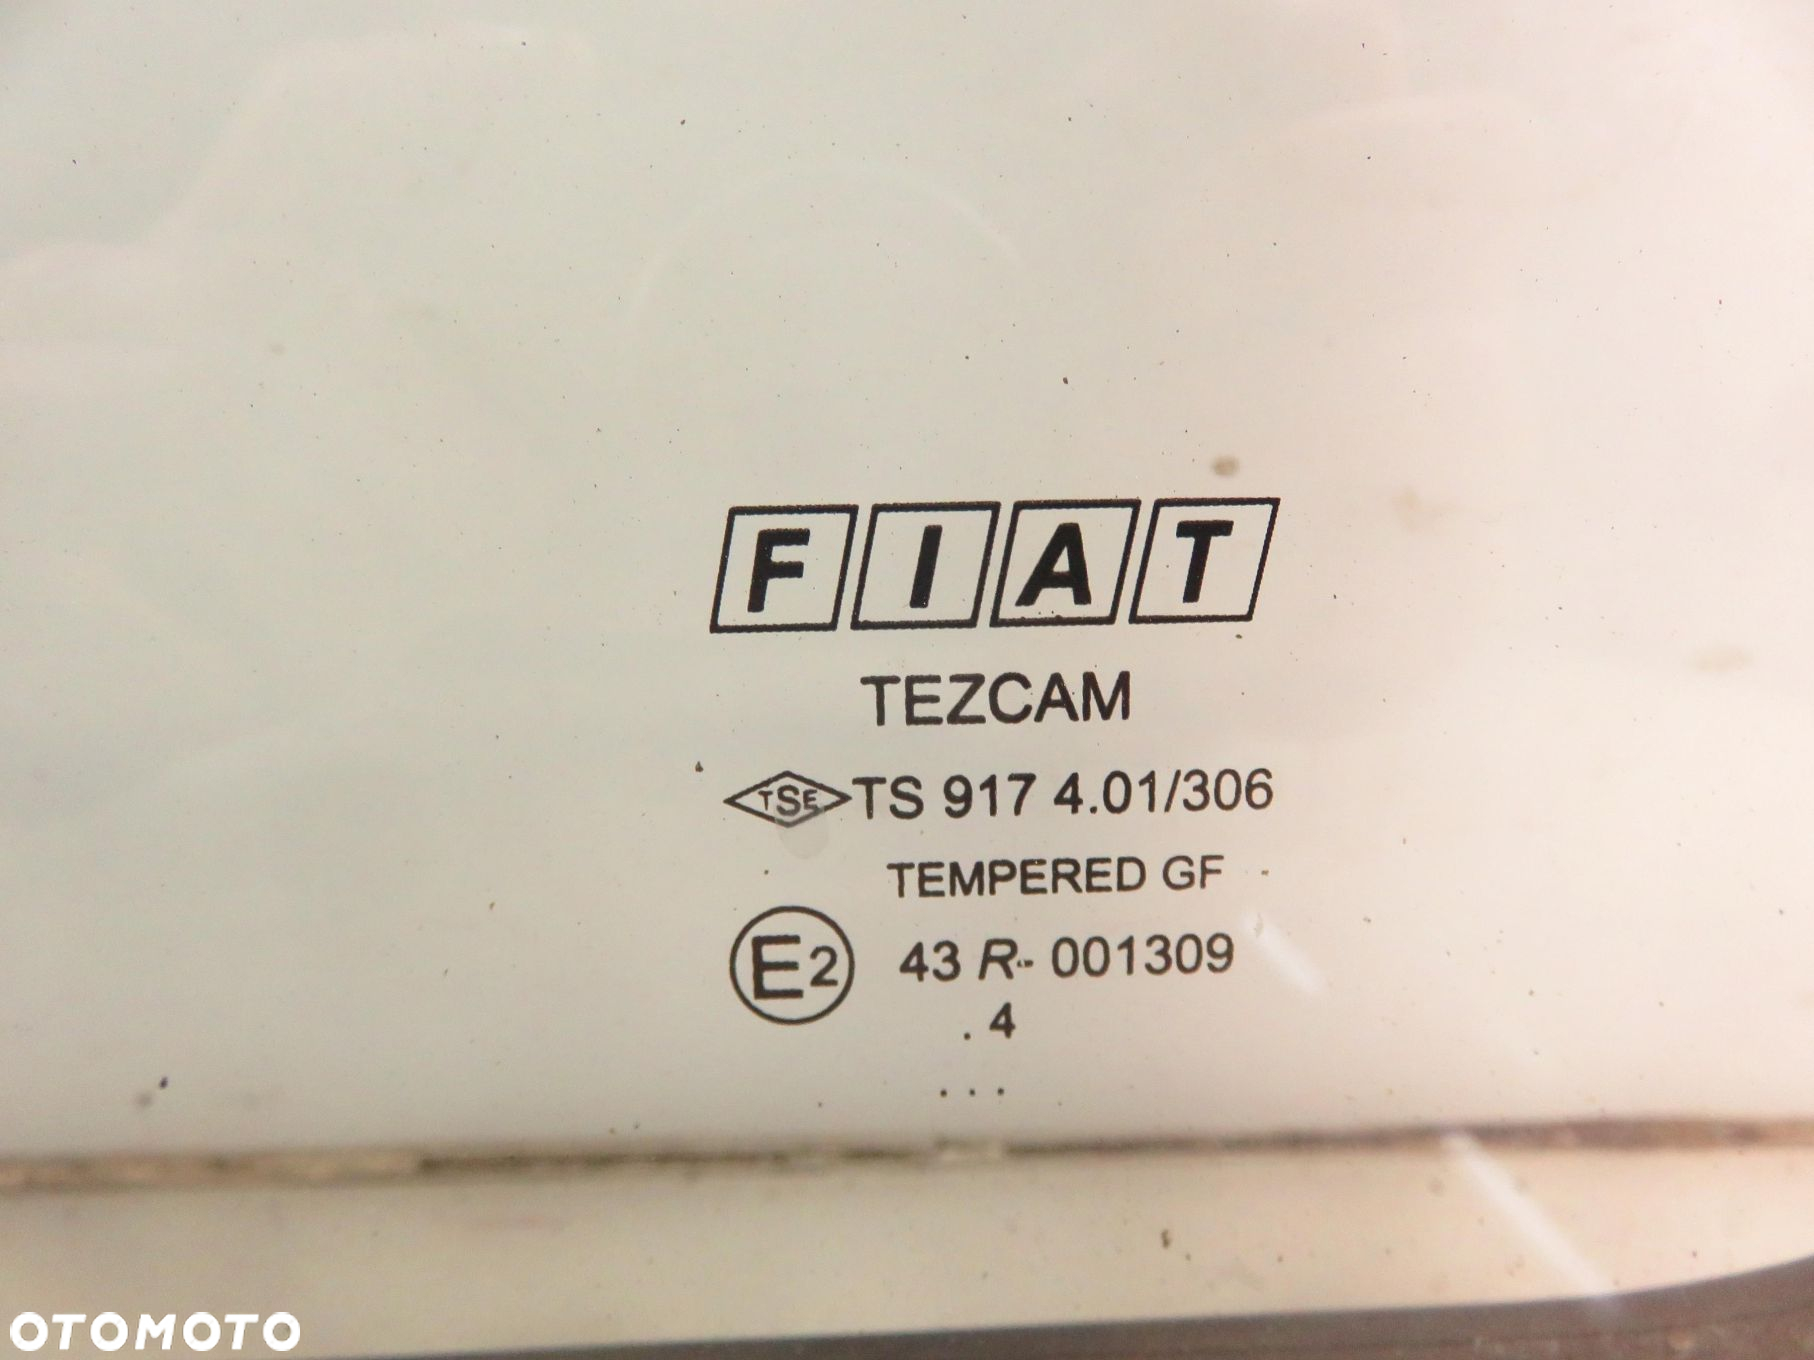 FIAT
TEZCAM
TSE TS 917 4.01/306
TEMPERED GF
E2 43 R- 001309
. 4
. . .
OTOMOTO